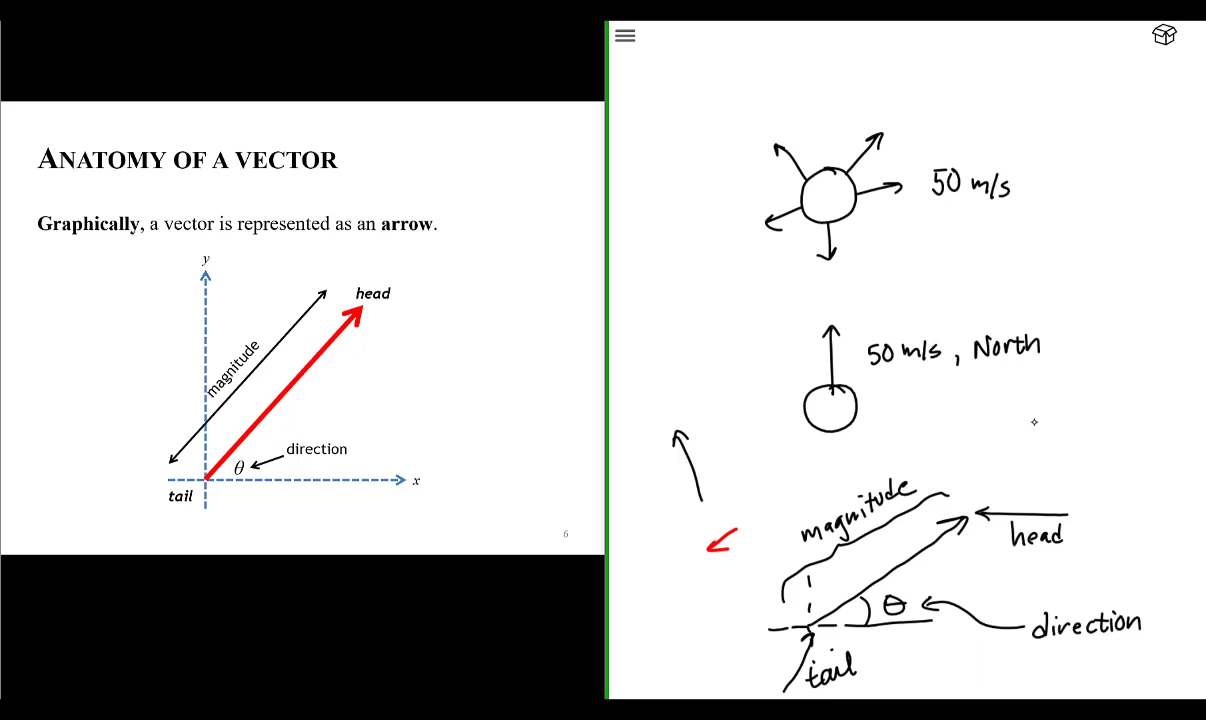 ANATOMY OF A VECTOR
Graphically, a vector is represented as an arrow.
y
head
magnitude
direction
θ
x
tail
6
50 m/s
50 m/s, North
magnitude
head
θ
direction
tail